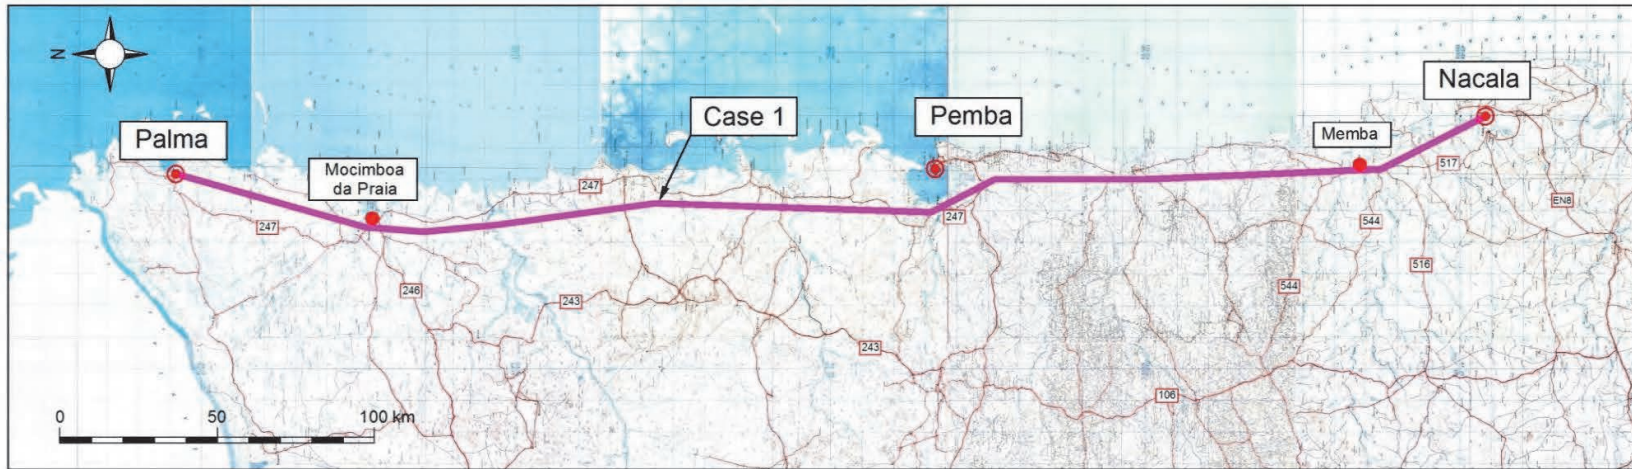 N
Palma
Mocimboa
da Praia
Case 1
Pemba
Memba
Nacala
247
247
247
517
EN8
544
516
544
246
243
243
106
0
50
100 km